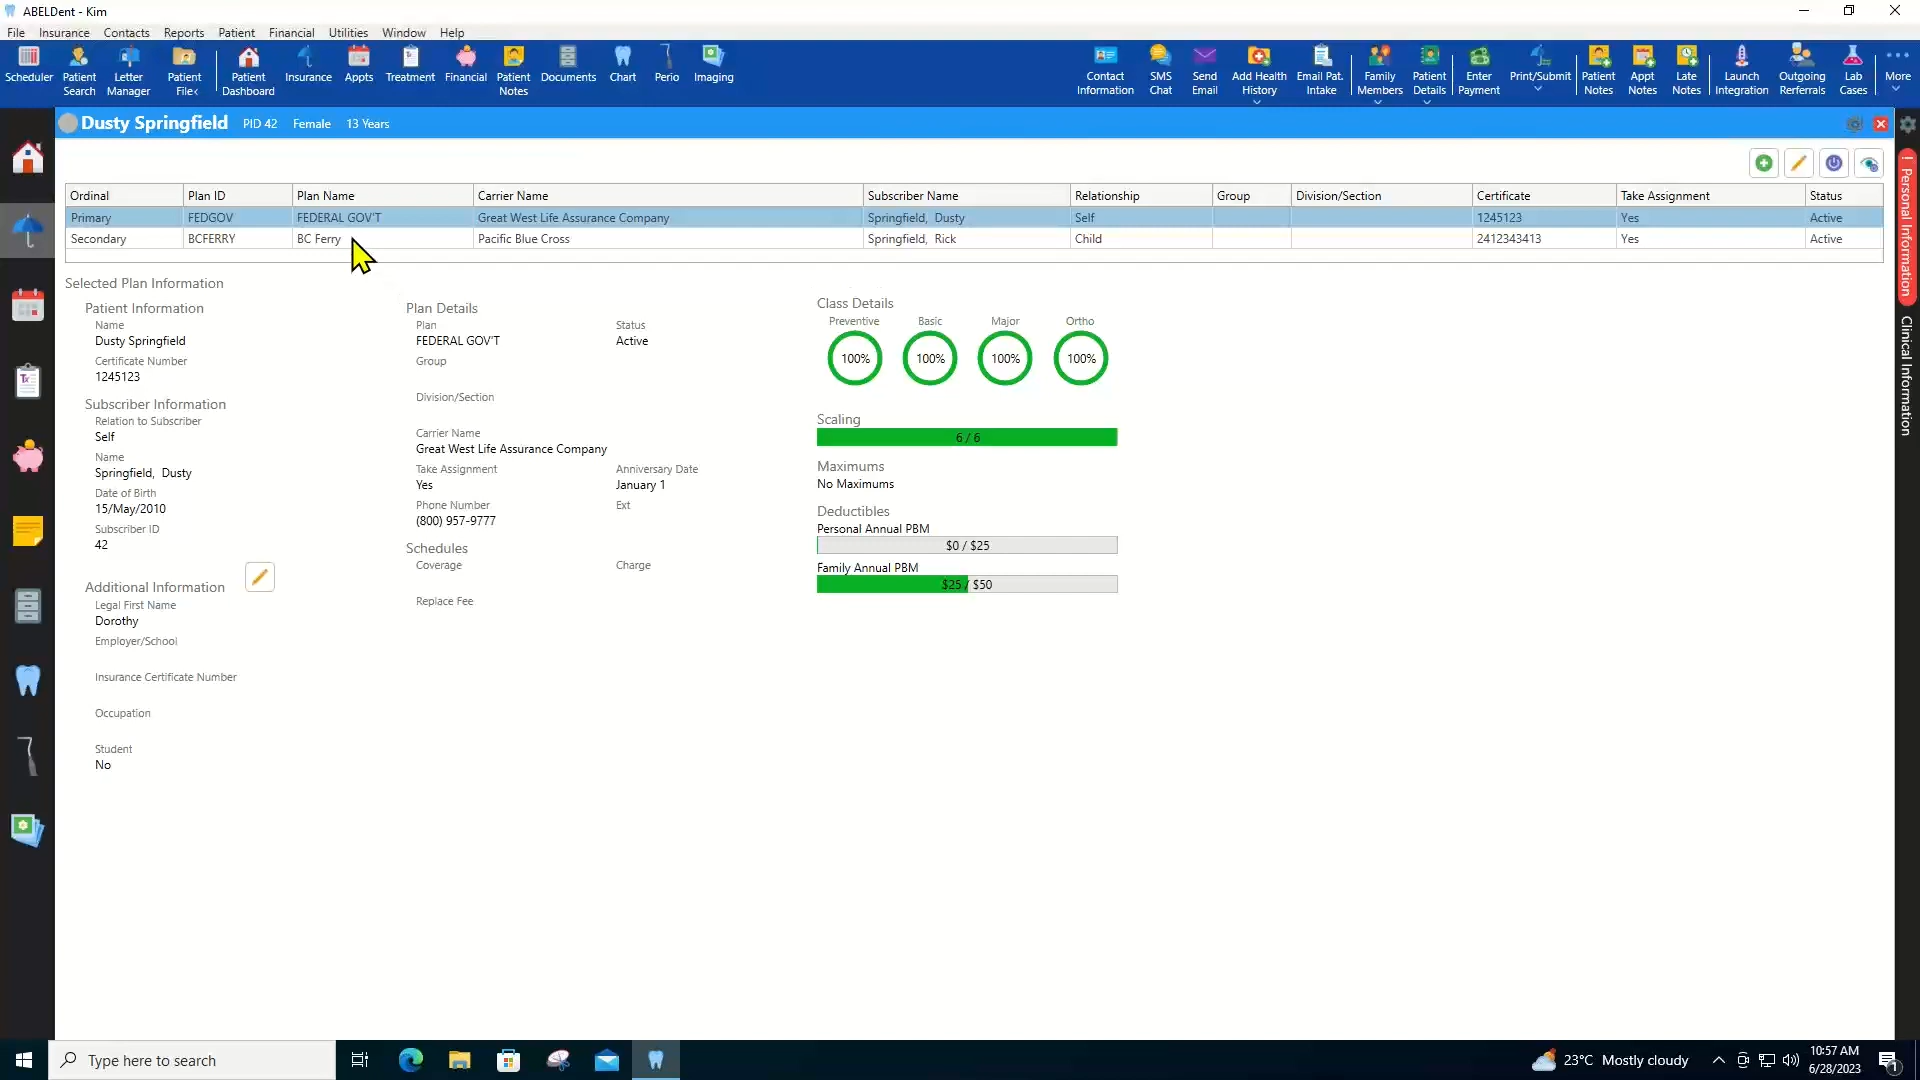 ABELDent - Kim
File Insurance Contacts Reports Patient Financial Utilities Window Help
Scheduler
Patient Search
Letter Manager
Patient File<
Patient Dashboard
Insurance
Appts
Treatment
Financial
Patient Notes
Documents
Chart
Perio
Imaging
Contact Information
SMS Chat
Send Email
Add Health History
Email Pat. Intake
Family Members
Patient Details
Enter Payment
Print/Submit
Patient Notes
Appt Notes
Late Notes
Launch Integration
Outgoing Rerferrals
Lab Cases
More
Dusty Springfield PID 42 Female 13 Years
Ordinal Plan ID Plan Name Carrier Name Subscriber Name Relationship Group Division/Section Certificate Take Assignment Status
Primary FEDGOV FEDERAL GOV'T Great West Life Assurance Company Springfield, Dusty Self 1245123 Yes Active
Secondary BCFERRY BC Ferry Pacific Blue Cross Springfield, Rick Child 2412343413 Yes Active
Selected Plan Information
Patient Information
Name
Dusty Springfield
Certificate Number
1245123
Subscriber Information
Relation to Subscriber
Self
Name
Springfield, Dusty
Date of Birth
15/May/2010
Subscriber ID
42
Additional Information
Legal First Name
Dorothy
Employer/School
Insurance Certificate Number
Occupation
Student
No
Plan Details
Plan Status
FEDERAL GOV'T Active
Group
Division/Section
Carrier Name
Great West Life Assurance Company
Take Assignment Anniversary Date
Yes January 1
Phone Number Ext
(800) 957-9777
Schedules
Coverage Charge
Replace Fee
Class Details
Preventive Basic Major Ortho
100% 100% 100% 100%
Scaling
6 / 6
Maximums
No Maximums
Deductibles
Personal Annual PBM
$0 / $25
Family Annual PBM
$25 / $50
! Personal Information
Clinical Information
Tx
Type here to search
23°C Mostly cloudy
10:57 AM
6/28/2023
1